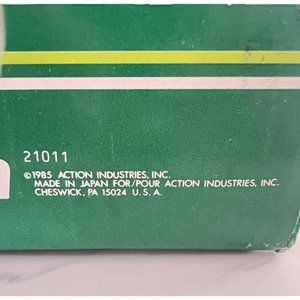 21011
©1985 ACTION INDUSTRIES, INC.
MADE IN JAPAN FOR/POUR ACTION INDUSTRIES, INC.
CHESWICK, PA 15024 U.S.A.